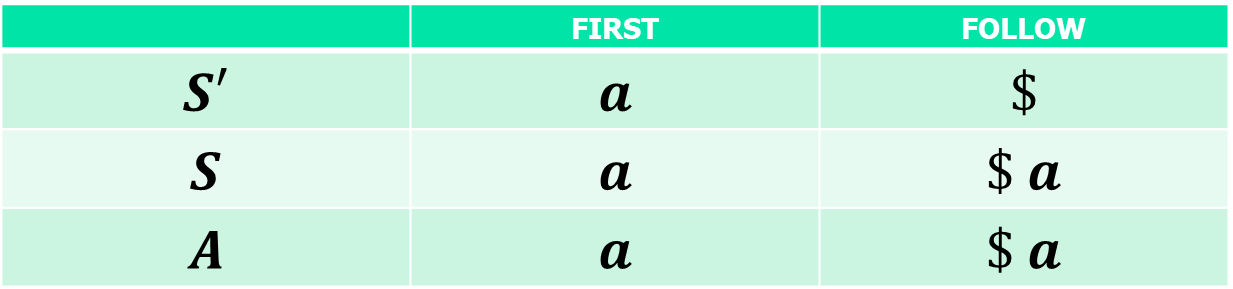 FIRST FOLLOW
S′ a $
S a $ a
A a $ a